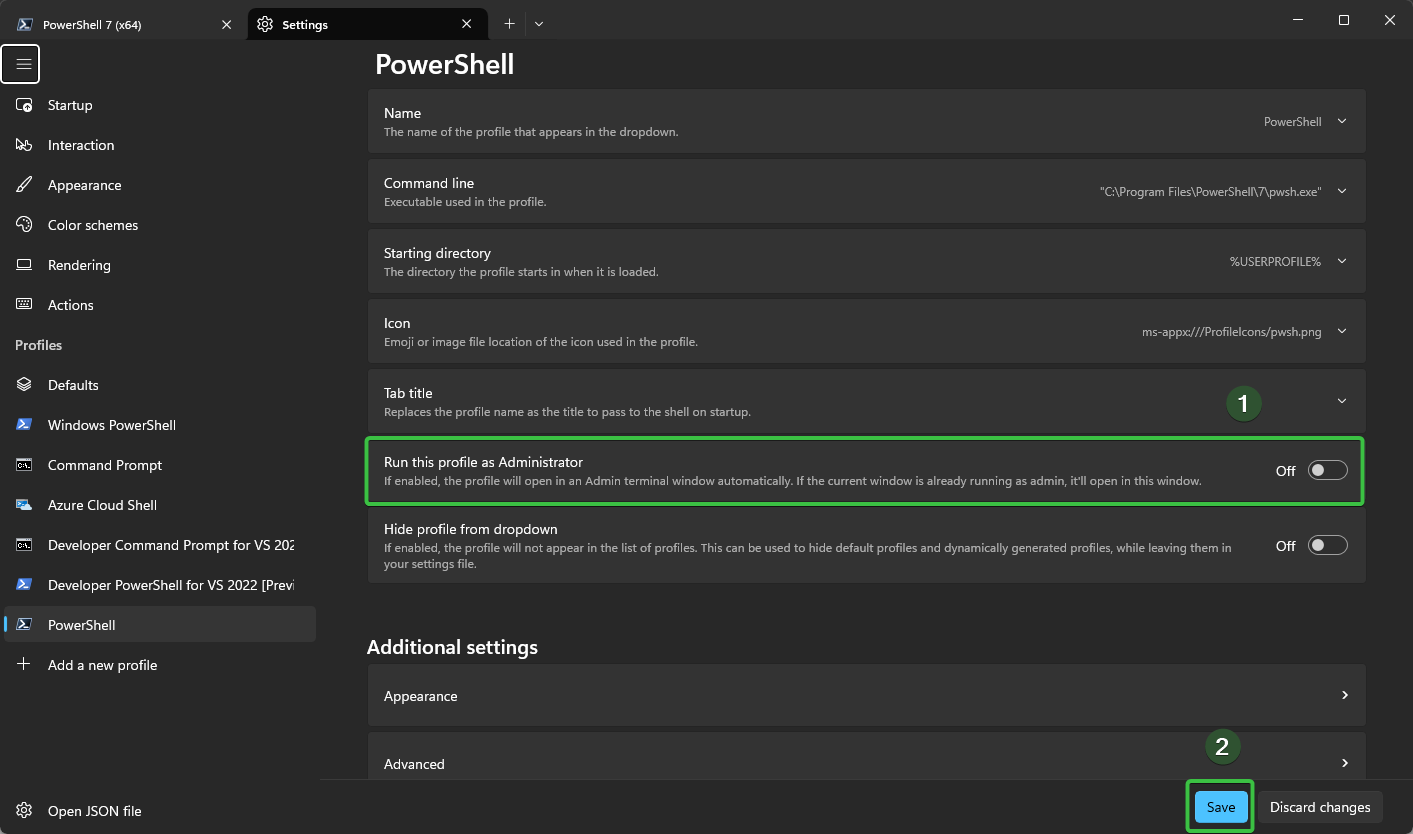 PowerShell 7 (x64)
Settings
PowerShell
Startup
Interaction
Appearance
Color schemes
Rendering
Actions
Profiles
Defaults
Windows PowerShell
Command Prompt
Azure Cloud Shell
Developer Command Prompt for VS 202
Developer PowerShell for VS 2022 [Previ
PowerShell
Add a new profile
Open JSON file
Name
The name of the profile that appears in the dropdown.
PowerShell
Command line
Executable used in the profile.
"C:\Program Files\PowerShell\7\pwsh.exe"
Starting directory
The directory the profile starts in when it is loaded.
%USERPROFILE%
Icon
Emoji or image file location of the icon used in the profile.
ms-appx:///ProfileIcons/pwsh.png
Tab title
Replaces the profile name as the title to pass to the shell on startup.
1
Run this profile as Administrator
If enabled, the profile will open in an Admin terminal window automatically. If the current window is already running as admin, it'll open in this window.
Off
Hide profile from dropdown
If enabled, the profile will not appear in the list of profiles. This can be used to hide default profiles and dynamically generated profiles, while leaving them in
your settings file.
Off
Additional settings
Appearance
Advanced
2
Save
Discard changes